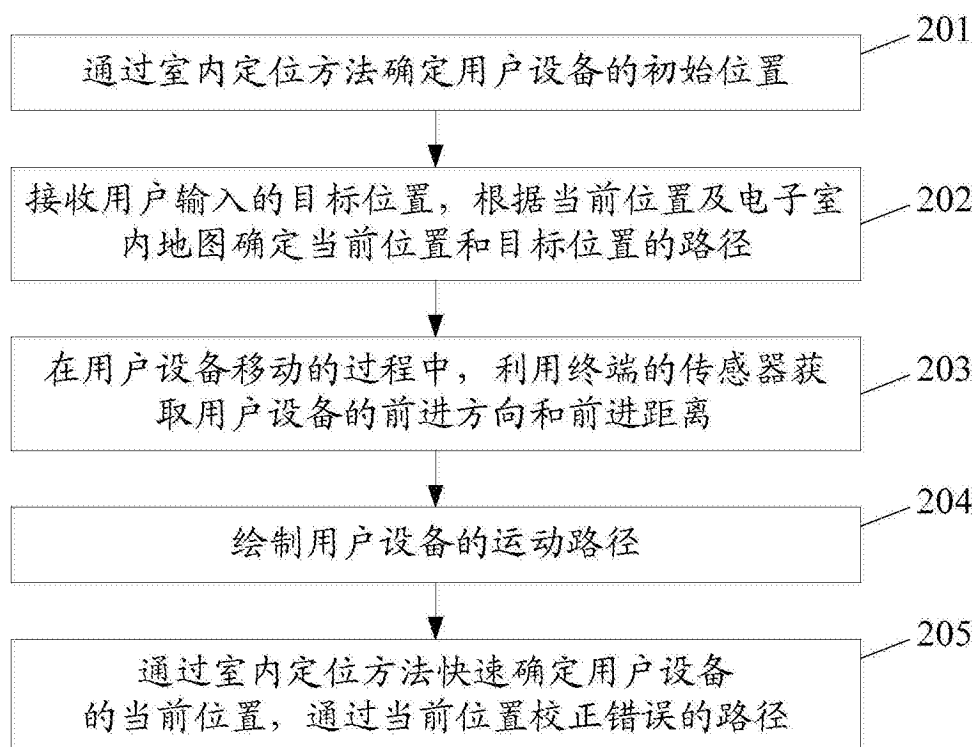 201
通过室内定位方法确定用户设备的初始位置
202
接收用户输入的目标位置，根据当前位置及电子室
内地图确定当前位置和目标位置的路径
203
在用户设备移动的过程中，利用终端的传感器获
取用户设备的前进方向和前进距离
204
绘制用户设备的运动路径
205
通过室内定位方法快速确定用户设备
的当前位置，通过当前位置校正错误的路径